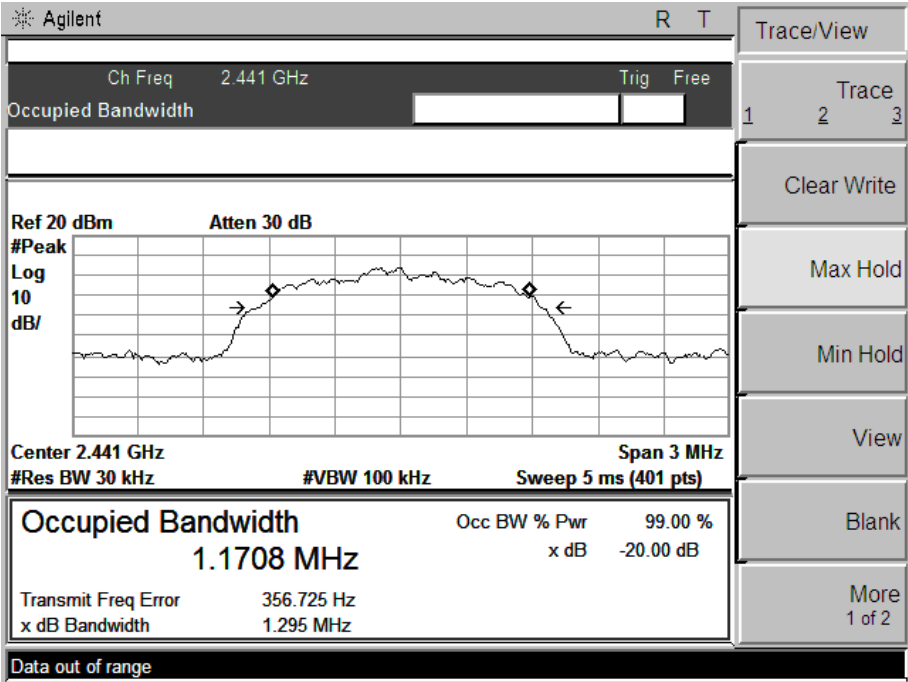 Agilent R T
Trace/View
Ch Freq 2.441 GHz Trig Free
Occupied Bandwidth
Trace
1 2 3
Clear Write
Max Hold
Min Hold
View
Blank
More
1 of 2
Ref 20 dBm Atten 30 dB
#Peak
Log
10
dB/
Center 2.441 GHz Span 3 MHz
#Res BW 30 kHz #VBW 100 kHz Sweep 5 ms (401 pts)
Occupied Bandwidth Occ BW % Pwr 99.00 %
1.1708 MHz x dB -20.00 dB
Transmit Freq Error 356.725 Hz
x dB Bandwidth 1.295 MHz
Data out of range